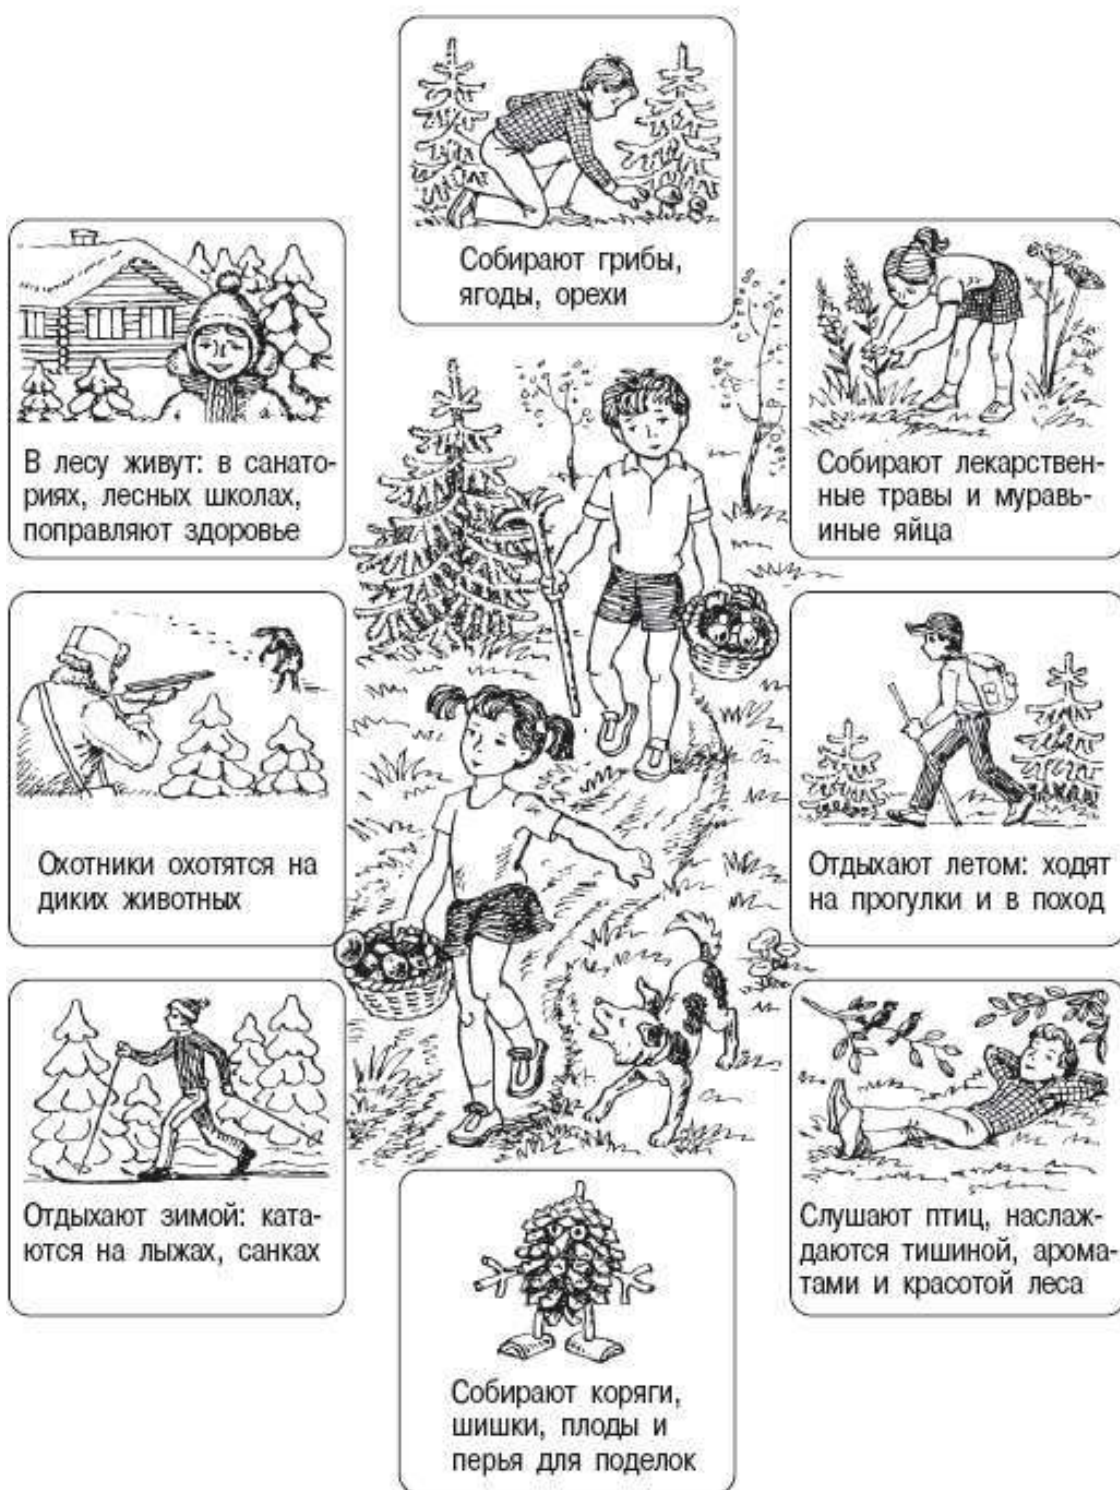 Собирают грибы,
ягоды, орехи
В лесу живут: в санато-
риях, лесных школах,
поправляют здоровье
Собирают лекарствен-
ные травы и муравь-
иные яйца
Охотники охотятся на
диких животных
Отдыхают летом: ходят
на прогулки и в поход
Отдыхают зимой: ката-
ются на лыжах, санках
Слушают птиц, наслаж-
даются тишиной, арома-
тами и красотой леса
Собирают коряги,
шишки, плоды и
перья для поделок